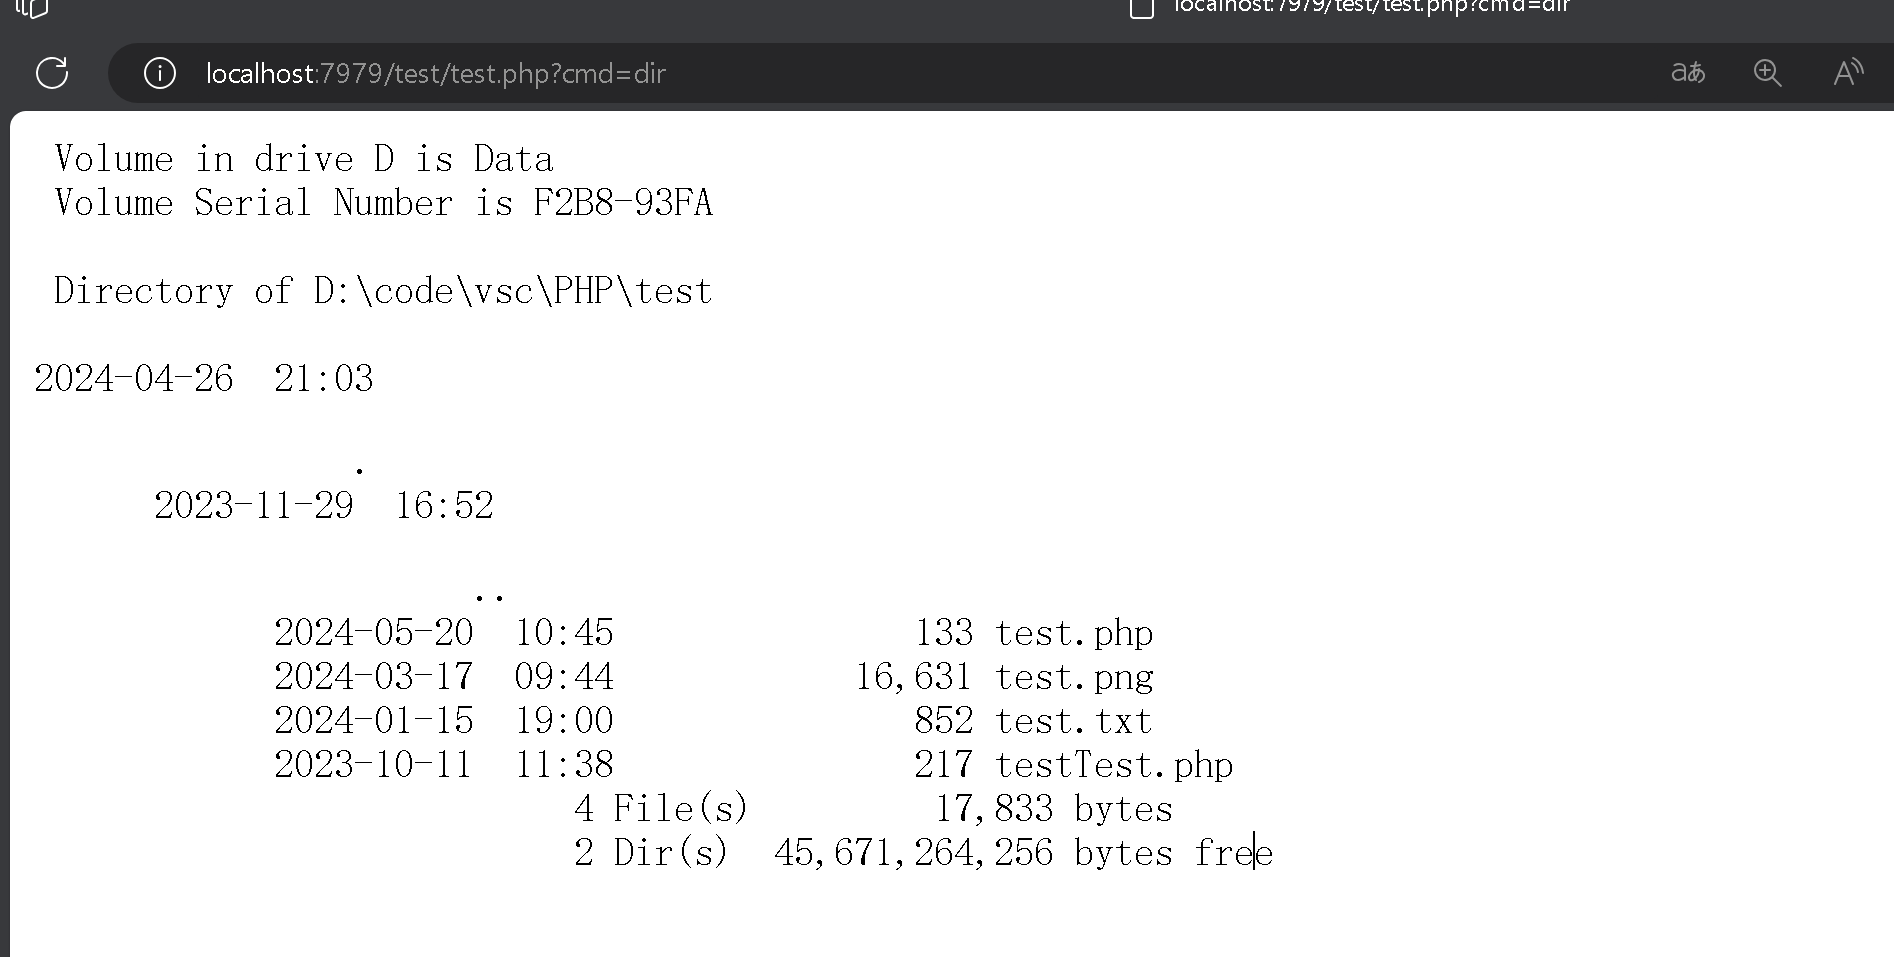 localhost:7979/test/test.php?cmd=dir
localhost:7979/test/test.php?cmd=dir
aあ
A
Volume in drive D is Data
Volume Serial Number is F2B8-93FA
Directory of D:\code\vsc\PHP\test
2024-04-26  21:03
.
2023-11-29  16:52
..
2024-05-20  10:45  133 test.php
2024-03-17  09:44  16,631 test.png
2024-01-15  19:00  852 test.txt
2023-10-11  11:38  217 testTest.php
4 File(s)  17,833 bytes
2 Dir(s)  45,671,264,256 bytes free